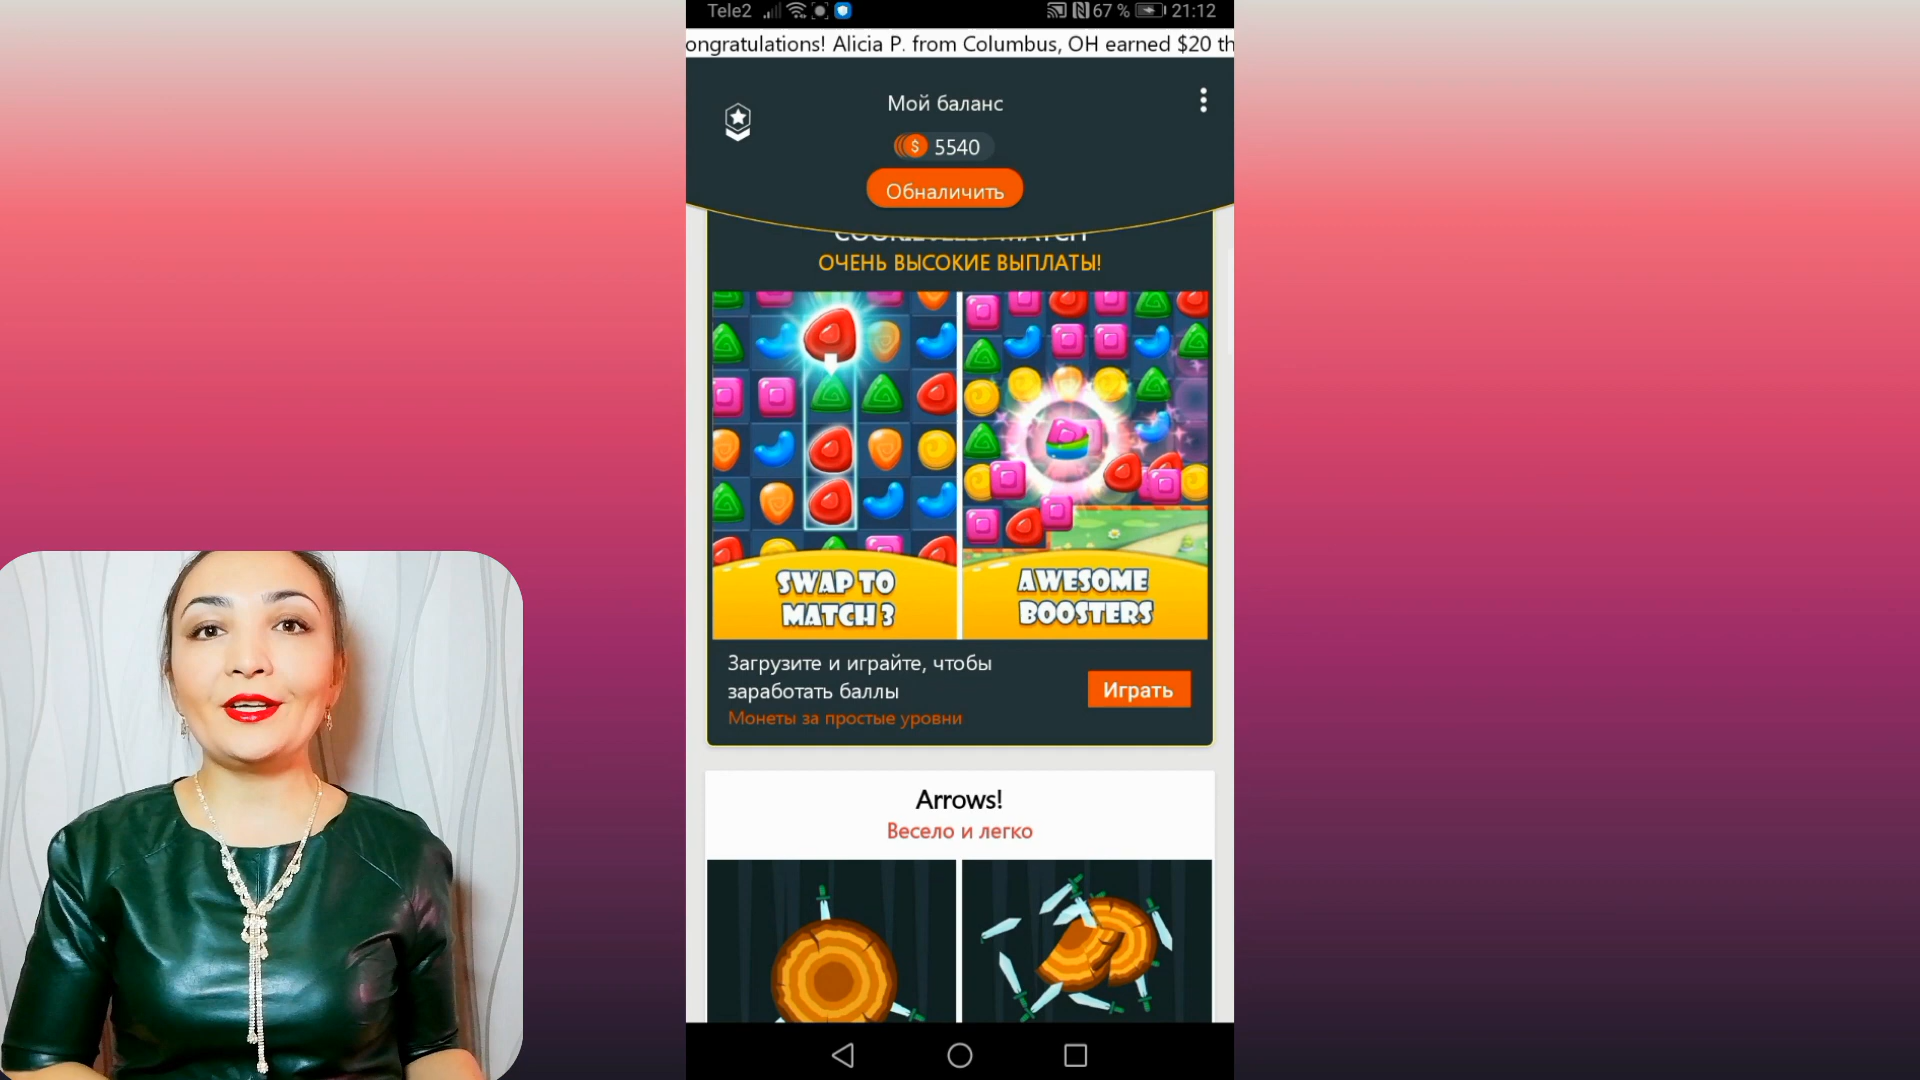 Tele2
67 %
21:12
ongratulations! Alicia P. from Columbus, OH earned $20 th
Мой баланс
$ 5540
Обналичить
ОЧЕНЬ ВЫСОКИЕ ВЫПЛАТЫ!
SWAP TO
MATCH 3
AWESOME
BOOSTERS
Загрузите и играйте, чтобы
заработать баллы
Монеты за простые уровни
Играть
Arrows!
Весело и легко